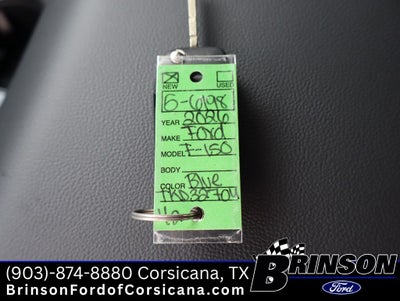 NEW USED
6-698
YEAR 2026
MAKE Ford
MODEL F-150
BODY
COLOR Blue
(903)-874-8880 Corsicana, TX
BrinsonFordofCorsicana.com
BRINSON
Ford